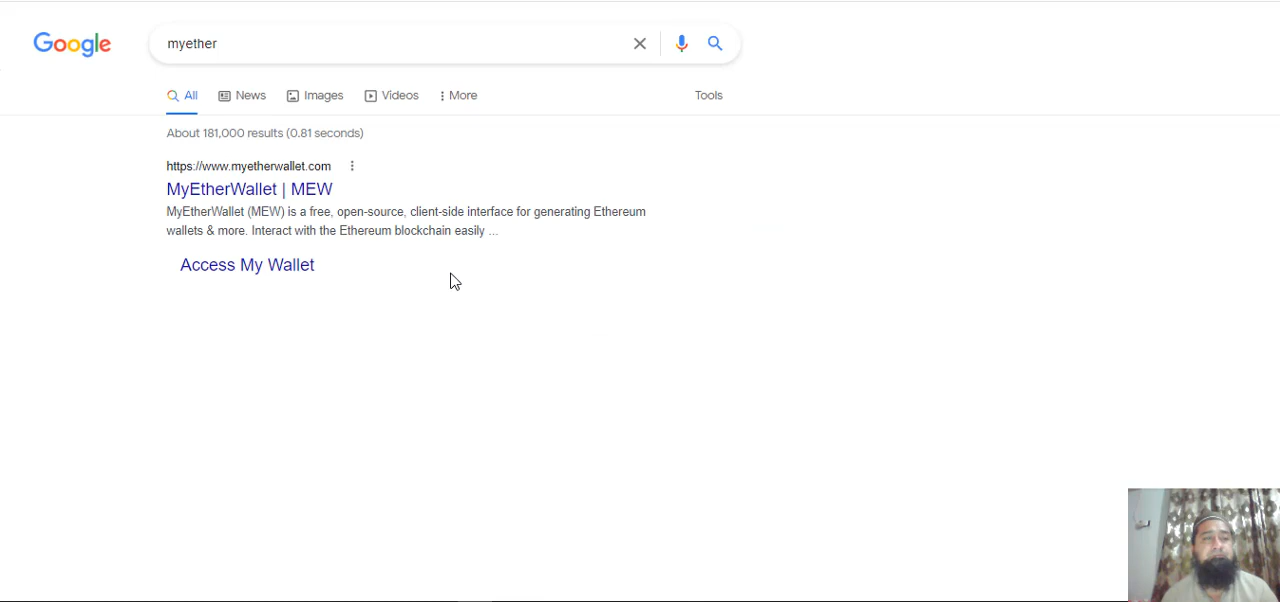 Google
myether
All
News
Images
Videos
More
Tools
About 181,000 results (0.81 seconds)
https://www.myetherwallet.com
MyEtherWallet | MEW
MyEtherWallet (MEW) is a free, open-source, client-side interface for generating Ethereum
wallets & more. Interact with the Ethereum blockchain easily ...
Access My Wallet